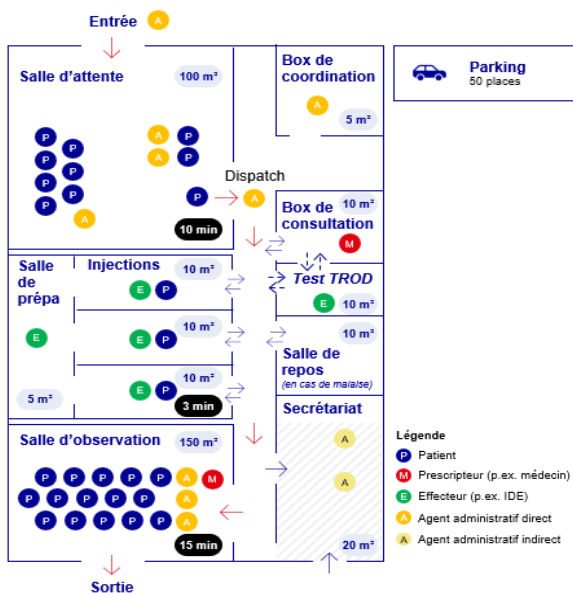 Entrée A
Salle d'attente 100 m²
Box de
coordination
A
5 m²
Parking
50 places
P P P P P P P
A
A P
A P
Dispatch
P A
10 min
Box de 10 m²
consultation
M
Salle
de
prépa
E
5 m²
Injections 10 m²
E P
10 m²
E P
10 m²
E P
3 min
Test TROD
E 10 m²
10 m²
Salle de
repos
(en cas de malaise)
Secrétariat
A
A
20 m²
Salle d'observation 150 m²
P P P P P A M
P P P P P A
P P P P P A
15 min
Sortie
Légende
P Patient
M Prescripteur (p.ex. médecin)
E Effecteur (p.ex. IDE)
A Agent administratif direct
A Agent administratif indirect